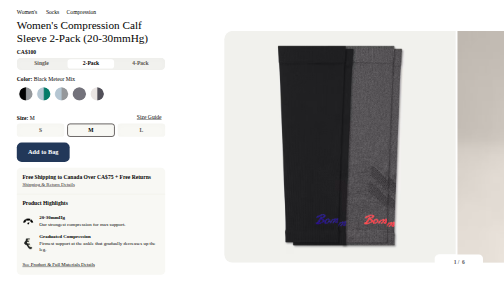 Women's Socks Compression
Women's Compression Calf
Sleeve 2-Pack (20-30mmHg)
CA$100
Single 2-Pack 4-Pack
Color: Black Meteor Mix
Size: M Size Guide
S M L
Add to Bag
Free Shipping to Canada Over CA$75 + Free Returns
Shipping & Return Details
Product Highlights
20-30mmHg
Our strongest compression for max support.
Graduated Compression
Firmest support at the ankle that gradually decreases up the
leg.
See Product & Full Materials Details
1 / 6